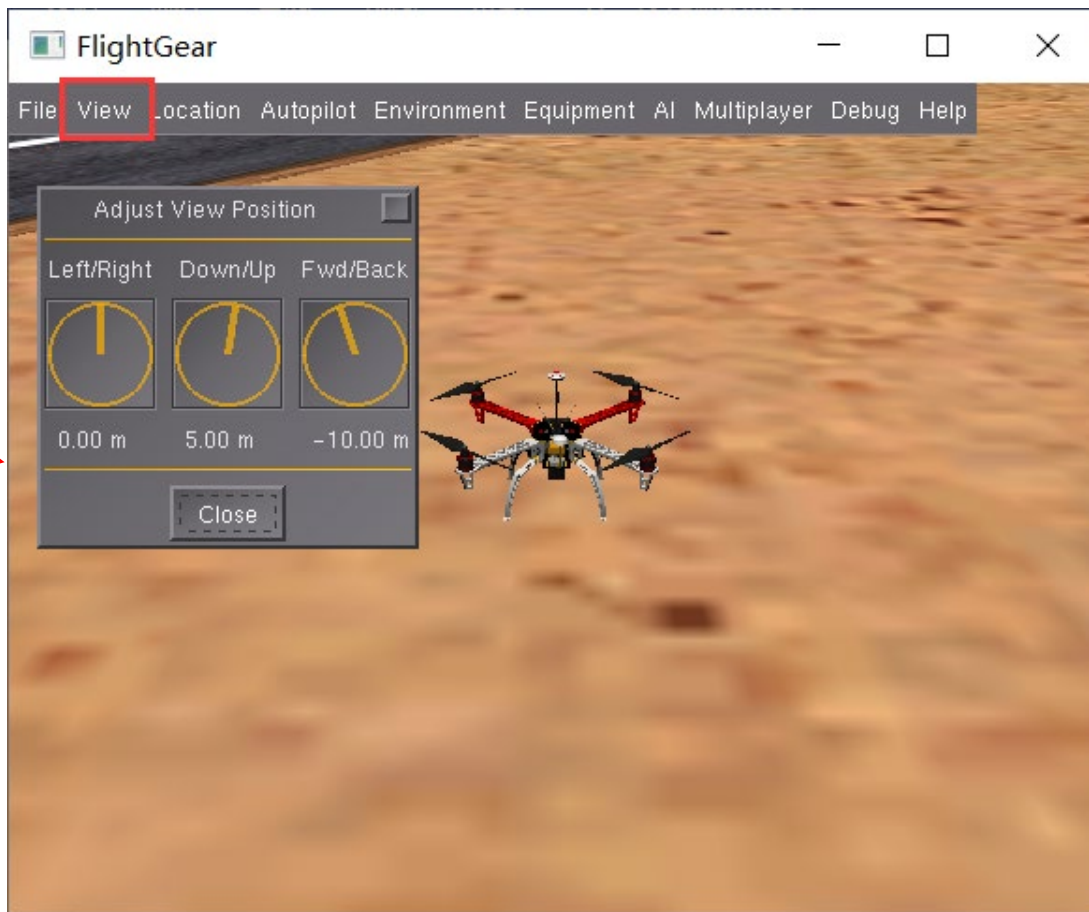 FlightGear
File View Location Autopilot Environment Equipment AI Multiplayer Debug Help
Adjust View Position
Left/Right Down/Up Fwd/Back
0.00 m 5.00 m -10.00 m
Close